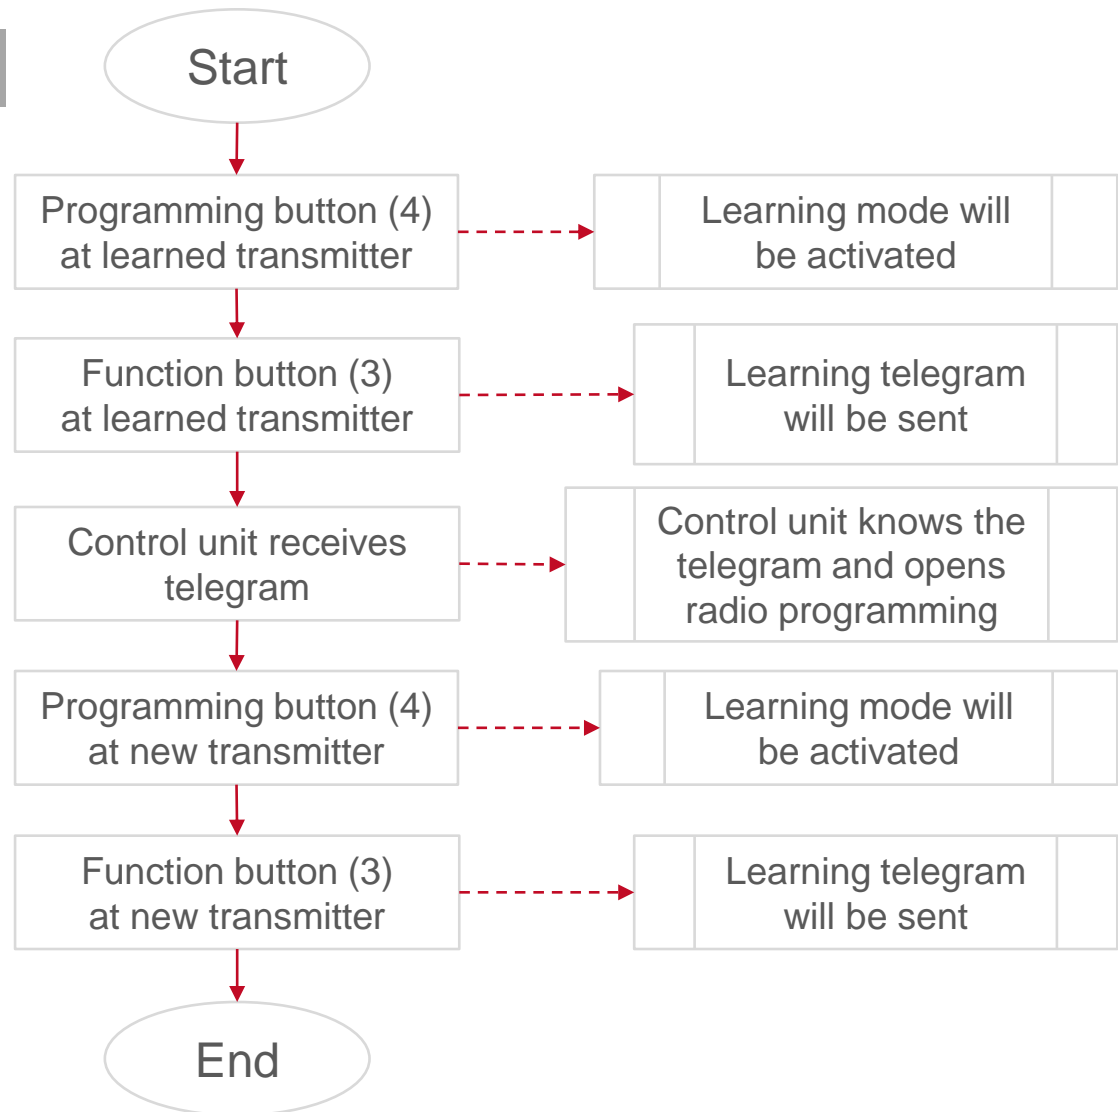 Start
Programming button (4)
at learned transmitter
Learning mode will
be activated
Function button (3)
at learned transmitter
Learning telegram
will be sent
Control unit receives
telegram
Control unit knows the
telegram and opens
radio programming
Programming button (4)
at new transmitter
Learning mode will
be activated
Function button (3)
at new transmitter
Learning telegram
will be sent
End